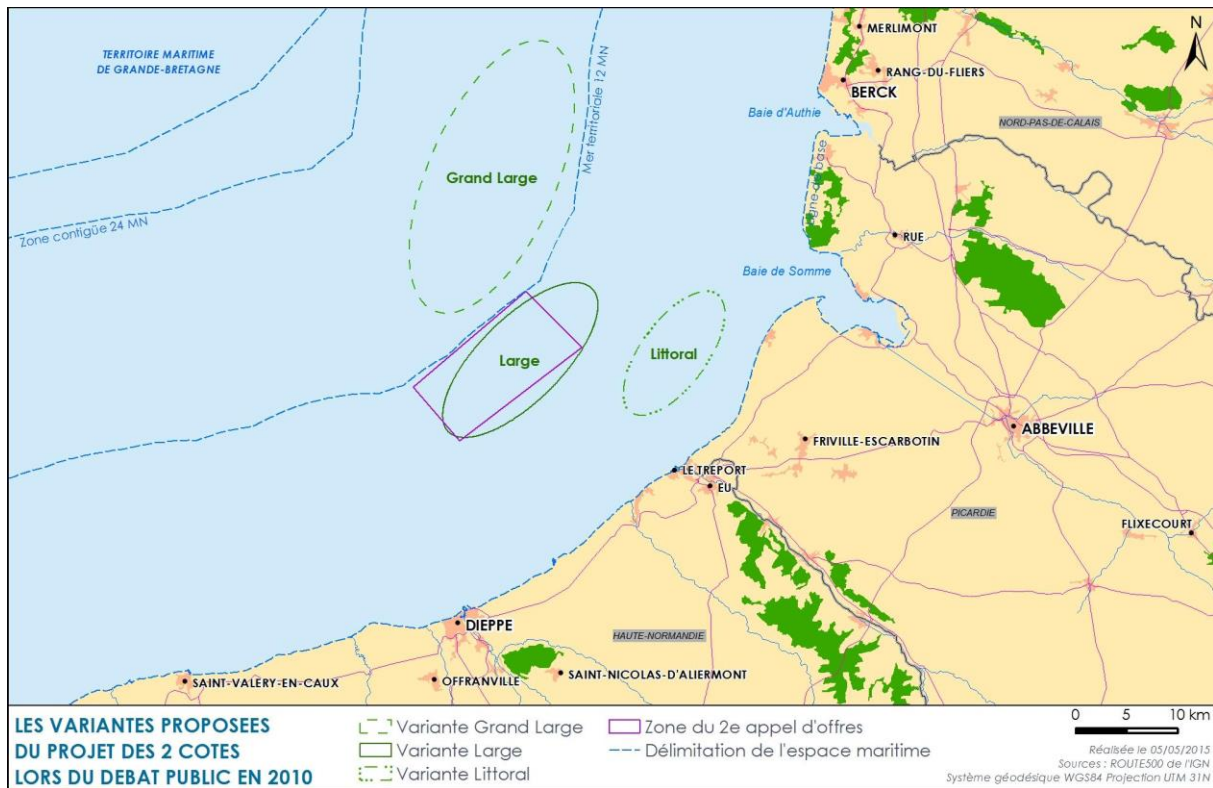 TERRITOIRE MARITIME
DE GRANDE-BRETAGNE
MERLIMONT
RANG-DU-FLIERS
BERCK
N
Baie d'Authie
NORD-PAS-DE-CALAIS
Mer territoriale 12 MN
Grand Large
Zone contigüe 24 MN
de base
RUE
Baie de Somme
Large
Littoral
ABBEVILLE
FRIVILLE-ESCARBOTIN
LE TREPORT
EU
PICARDIE
FLIXECOURT
DIEPPE
HAUTE-NORMANDIE
SAINT-VALERY-EN-CAUX
OFFRANVILLE
SAINT-NICOLAS-D'ALIERMONT
LES VARIANTES PROPOSEES
DU PROJET DES 2 COTES
LORS DU DEBAT PUBLIC EN 2010
Variante Grand Large
Variante Large
Variante Littoral
Zone du 2e appel d'offres
Délimitation de l'espace maritime
0 5 10 km
Réalisée le 05/05/2015
Sources : ROUTE500 de l'IGN
Système géodésique WGS84 Projection UTM 31N